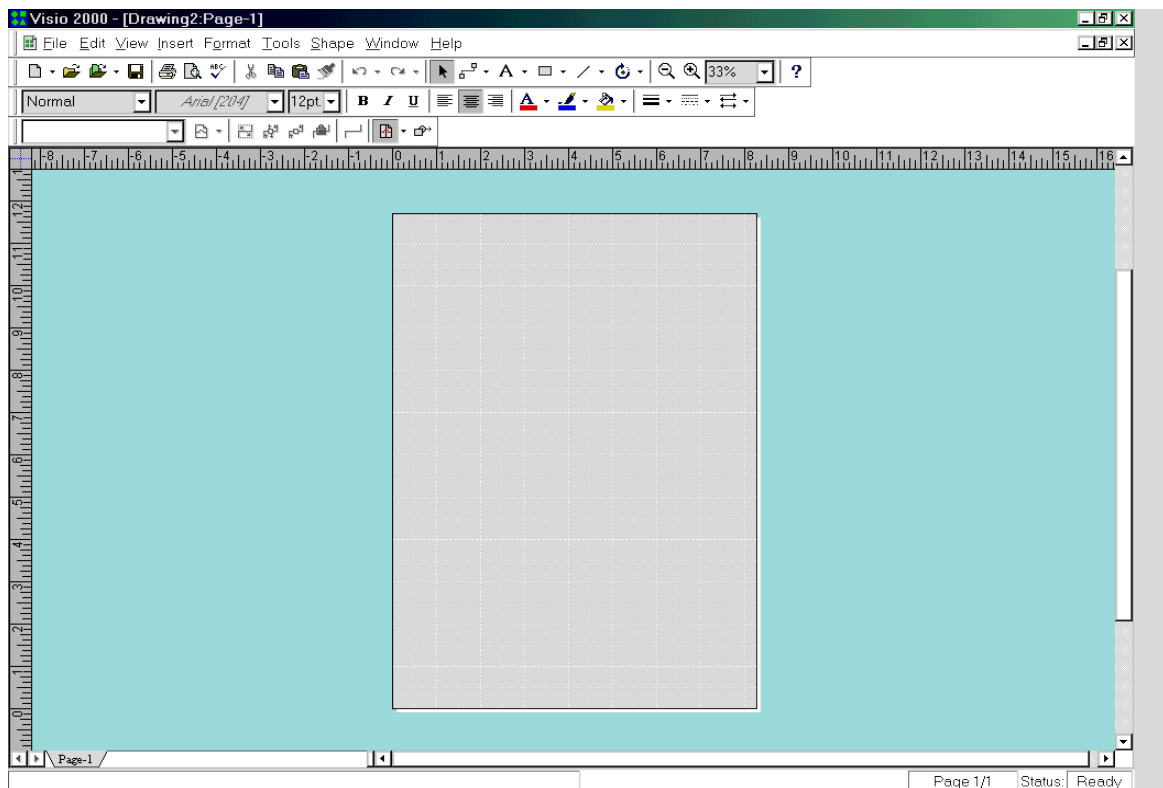 Visio 2000 - [Drawing2:Page-1]
File Edit View Insert Format Tools Shape Window Help
ABC A 33% ?
Normal Arial [204] 12pt. B I U A
-8 -7 -6 -5 -4 -3 -2 -1 0 1 2 3 4 5 6 7 8 9 10 11 12 13 14 15 16
12
11
10
9
8
7
6
5
4
3
2
1
0
Page-1
Page 1/1 Status: Ready